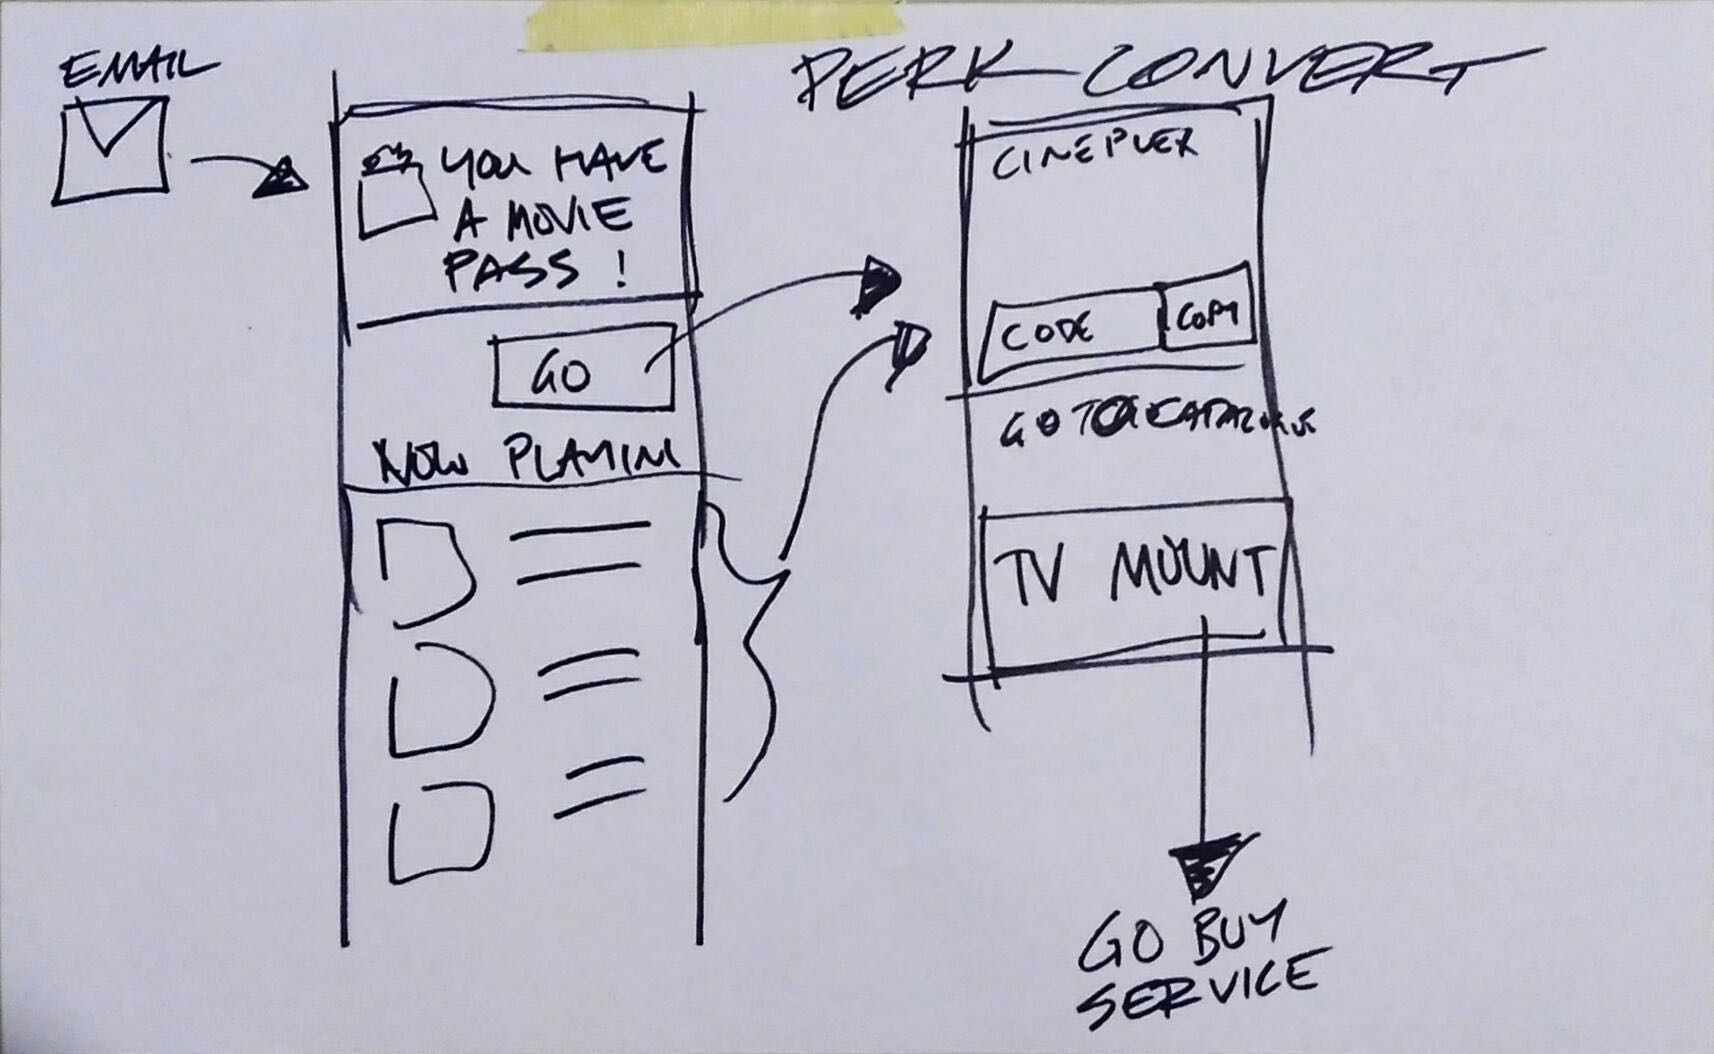 EMAIL
PERK CONVERT
YOU HAVE
A MOVIE
PASS !
GO
NOW PLAYIN
CINEPLEX
CODE
COPY
GO TO
TV MOUNT
GO BUY
SERVICE